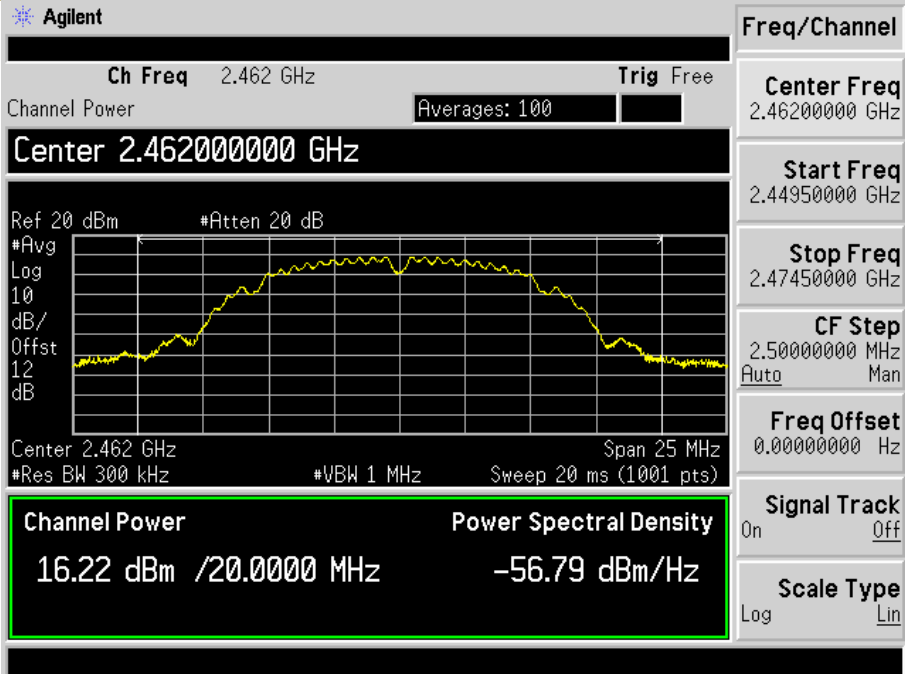 Agilent
Freq/Channel
Ch Freq 2.462 GHz Trig Free
Channel Power Averages: 100
Center 2.462000000 GHz
Ref 20 dBm #Atten 20 dB
#Avg
Log
10
dB/
Offst
12
dB
Center 2.462 GHz Span 25 MHz
#Res BW 300 kHz #VBW 1 MHz Sweep 20 ms (1001 pts)
Channel Power Power Spectral Density
16.22 dBm /20.0000 MHz -56.79 dBm/Hz
Center Freq
2.46200000 GHz
Start Freq
2.44950000 GHz
Stop Freq
2.47450000 GHz
CF Step
2.50000000 MHz
Auto Man
Freq Offset
0.00000000 Hz
Signal Track
On Off
Scale Type
Log Lin